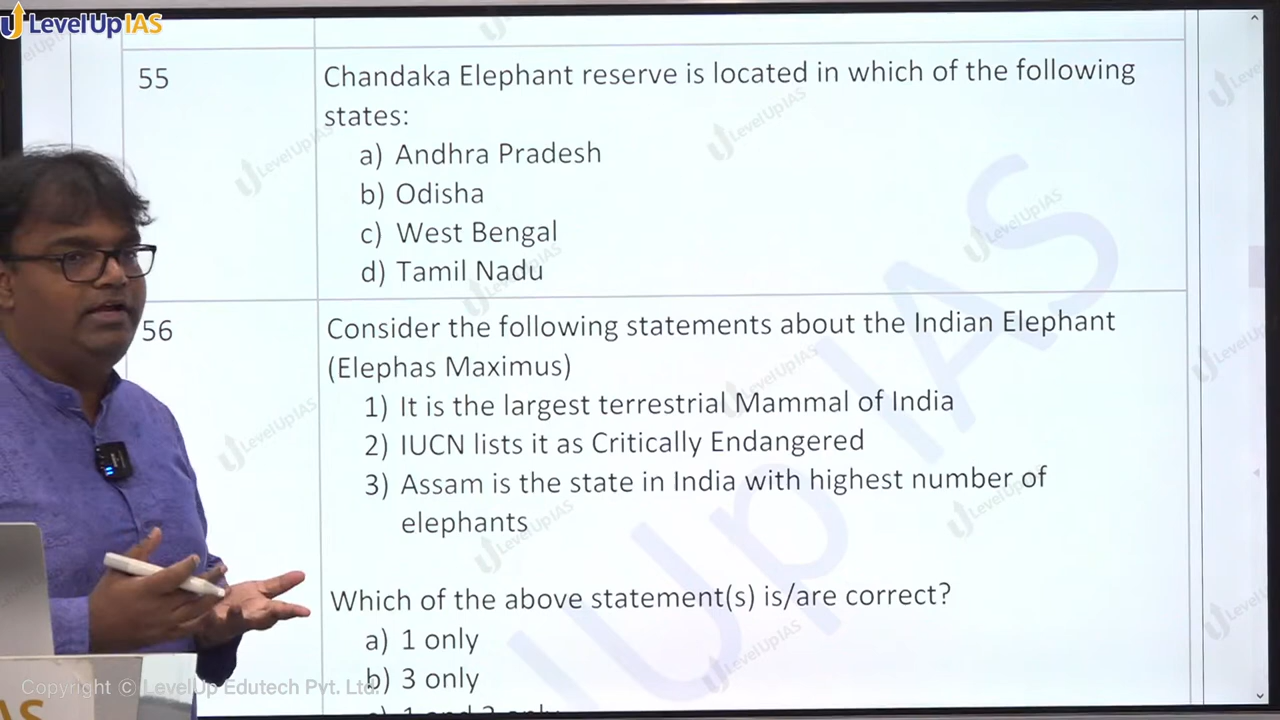 LevelUp IAS
55
Chandaka Elephant reserve is located in which of the following
states:
a) Andhra Pradesh
b) Odisha
c) West Bengal
d) Tamil Nadu
56
Consider the following statements about the Indian Elephant
(Elephas Maximus)
1) It is the largest terrestrial Mammal of India
2) IUCN lists it as Critically Endangered
3) Assam is the state in India with highest number of
elephants
Which of the above statement(s) is/are correct?
a) 1 only
b) 3 only
Copyright © LevelUp Edutech Pvt. Ltd.